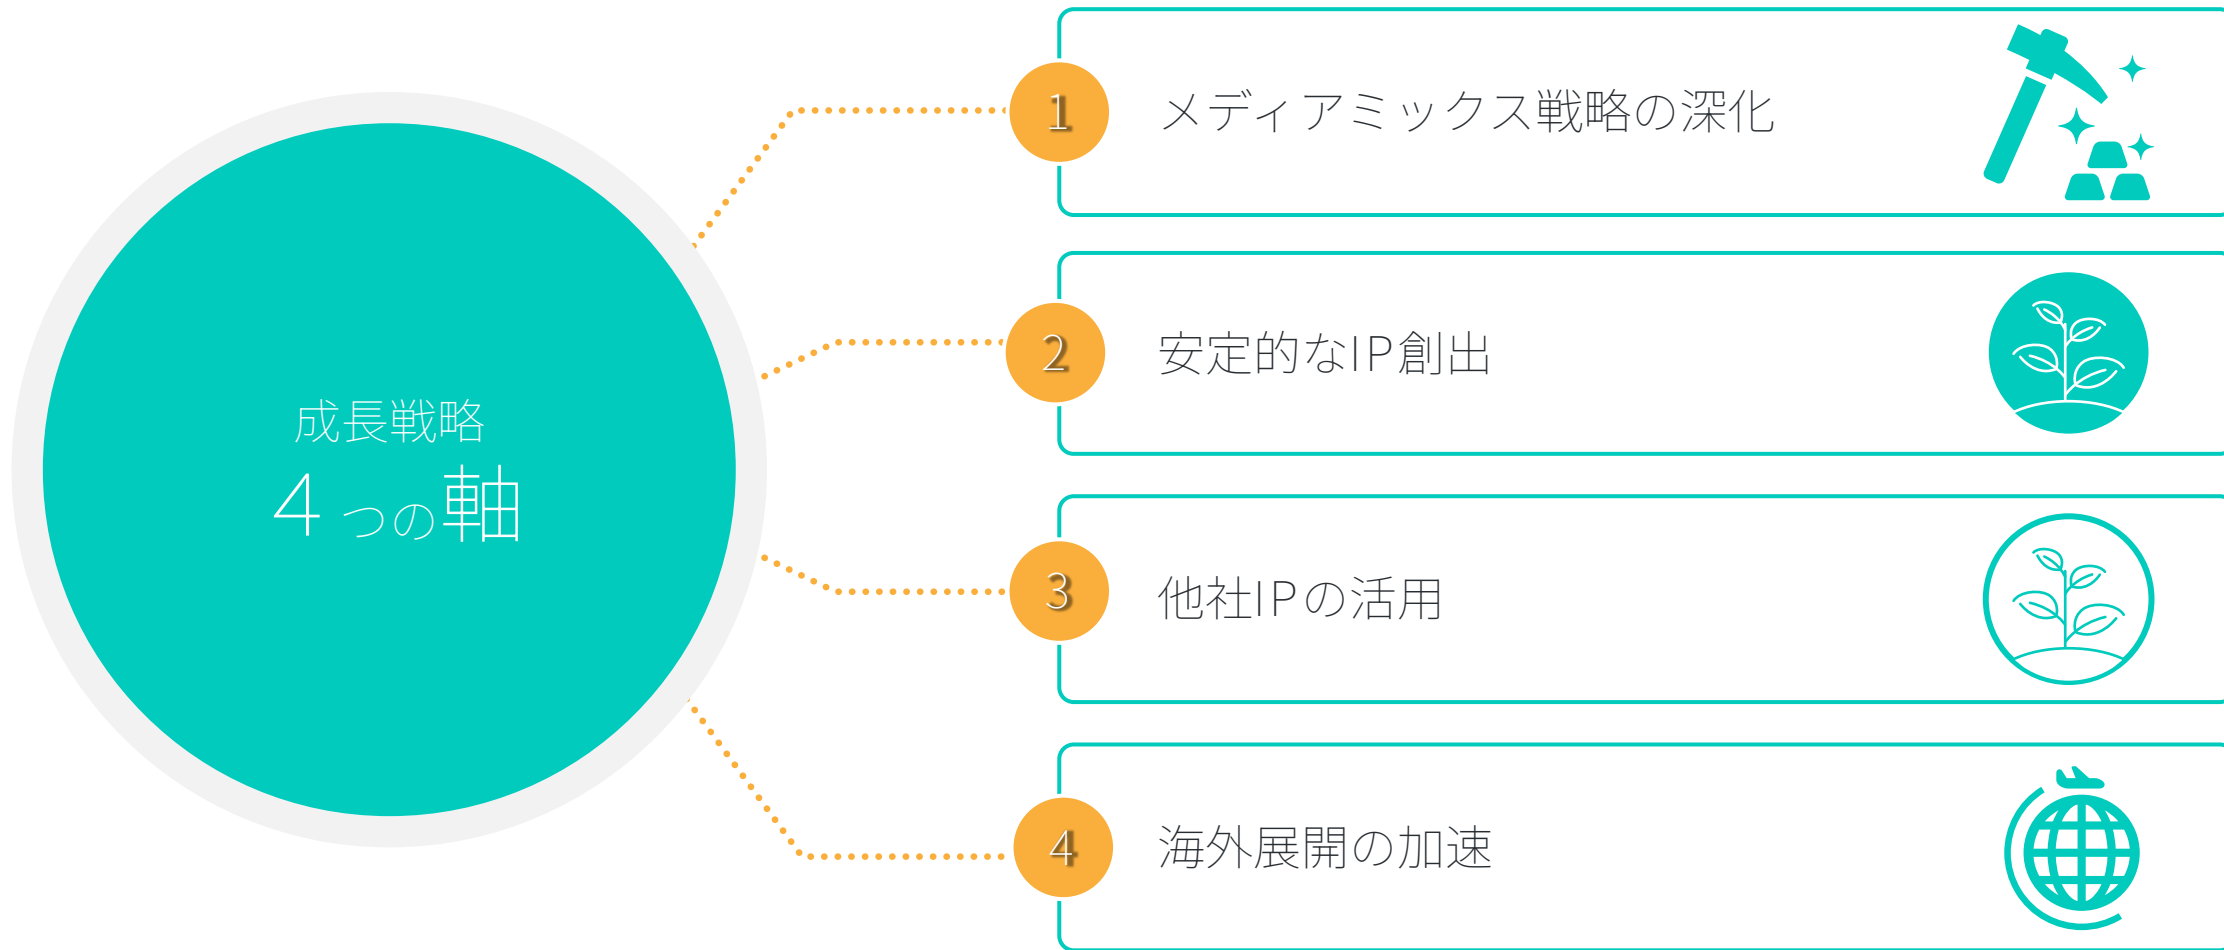 成長戦略
4つの軸
1
メディアミックス戦略の深化
2
安定的なIP創出
3
他社IPの活用
4
海外展開の加速